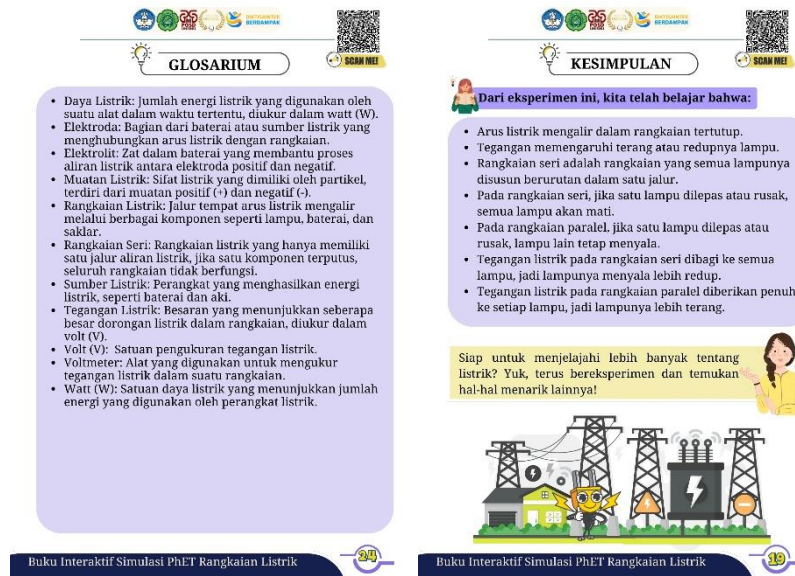 DIKTISAINTEK
BERDAMPAK
SCAN ME!
GLOSARIUM
• Daya Listrik: Jumlah energi listrik yang digunakan oleh
suatu alat dalam waktu tertentu, diukur dalam watt (W).
• Elektroda: Bagian dari baterai atau sumber listrik yang
menghubungkan arus listrik dengan rangkaian.
• Elektrolit: Zat dalam baterai yang membantu proses
aliran listrik antara elektroda positif dan negatif.
• Muatan Listrik: Sifat listrik yang dimiliki oleh partikel,
terdiri dari muatan positif (+) dan negatif (-).
• Rangkaian Listrik: Jalur tempat arus listrik mengalir
melalui berbagai komponen seperti lampu, baterai, dan
saklar.
• Rangkaian Seri: Rangkaian listrik yang hanya memiliki
satu jalur aliran listrik, jika satu komponen terputus,
seluruh rangkaian tidak berfungsi.
• Sumber Listrik: Perangkat yang menghasilkan energi
listrik, seperti baterai dan aki.
• Tegangan Listrik: Besaran yang menunjukkan seberapa
besar dorongan listrik dalam rangkaian, diukur dalam
volt (V).
• Volt (V): Satuan pengukuran tegangan listrik.
• Voltmeter: Alat yang digunakan untuk mengukur
tegangan listrik dalam suatu rangkaian.
• Watt (W): Satuan daya listrik yang menunjukkan jumlah
energi yang digunakan oleh perangkat listrik.
Buku Interaktif Simulasi PhET Rangkaian Listrik
24
DIKTISAINTEK
BERDAMPAK
SCAN ME!
KESIMPULAN
Dari eksperimen ini, kita telah belajar bahwa:
• Arus listrik mengalir dalam rangkaian tertutup.
• Tegangan memengaruhi terang atau redupnya lampu.
• Rangkaian seri adalah rangkaian yang semua lampunya
disusun berurutan dalam satu jalur.
• Pada rangkaian seri, jika satu lampu dilepas atau rusak,
semua lampu akan mati.
• Pada rangkaian paralel, jika satu lampu dilepas atau
rusak, lampu lain tetap menyala.
• Tegangan listrik pada rangkaian seri dibagi ke semua
lampu, jadi lampunya menyala lebih redup.
• Tegangan listrik pada rangkaian paralel diberikan penuh
ke setiap lampu, jadi lampunya lebih terang.
Siap untuk menjelajahi lebih banyak tentang
listrik? Yuk, terus bereksperimen dan temukan
hal-hal menarik lainnya!
Buku Interaktif Simulasi PhET Rangkaian Listrik
19